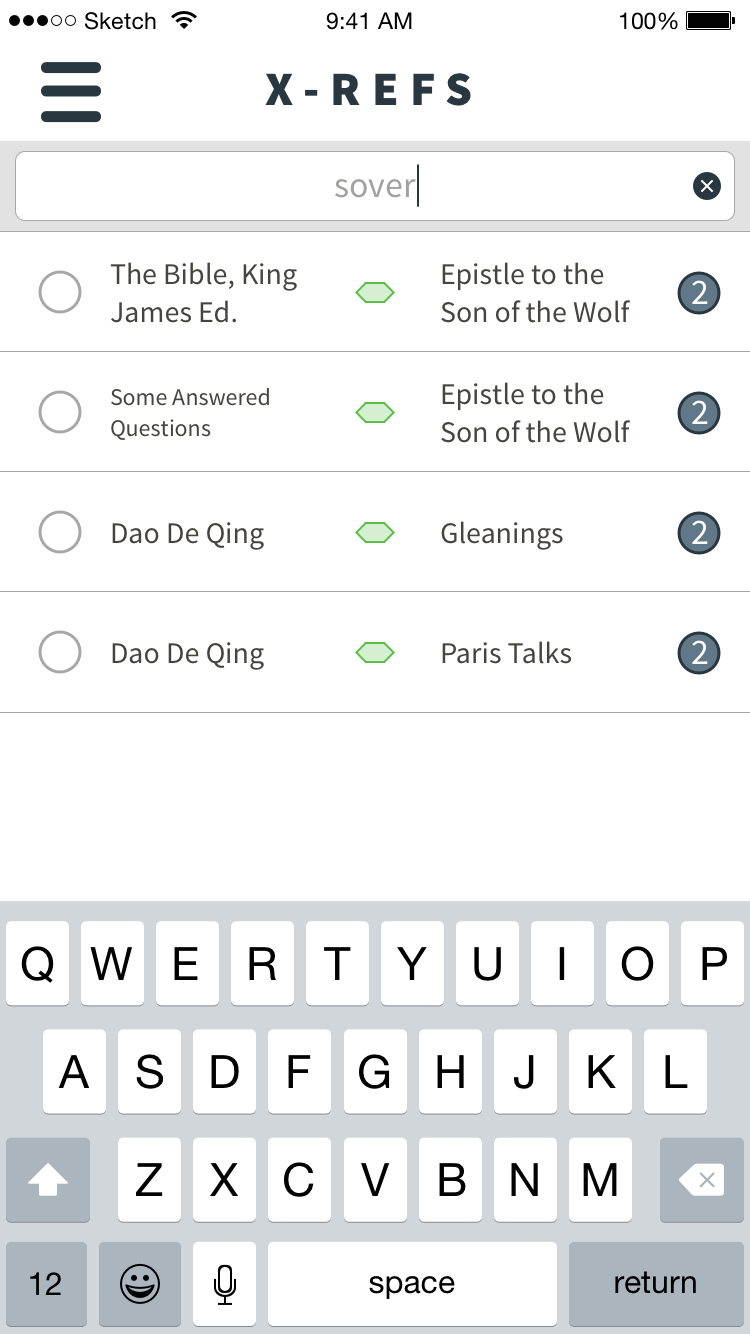 Sketch 9:41 AM 100%
X-REFS
sover
The Bible, King
James Ed.
Epistle to the
Son of the Wolf
2
Some Answered
Questions
Epistle to the
Son of the Wolf
2
Dao De Qing
Gleanings
2
Dao De Qing
Paris Talks
2
Q W E R T Y U I O P
A S D F G H J K L
Z X C V B N M
12 space return